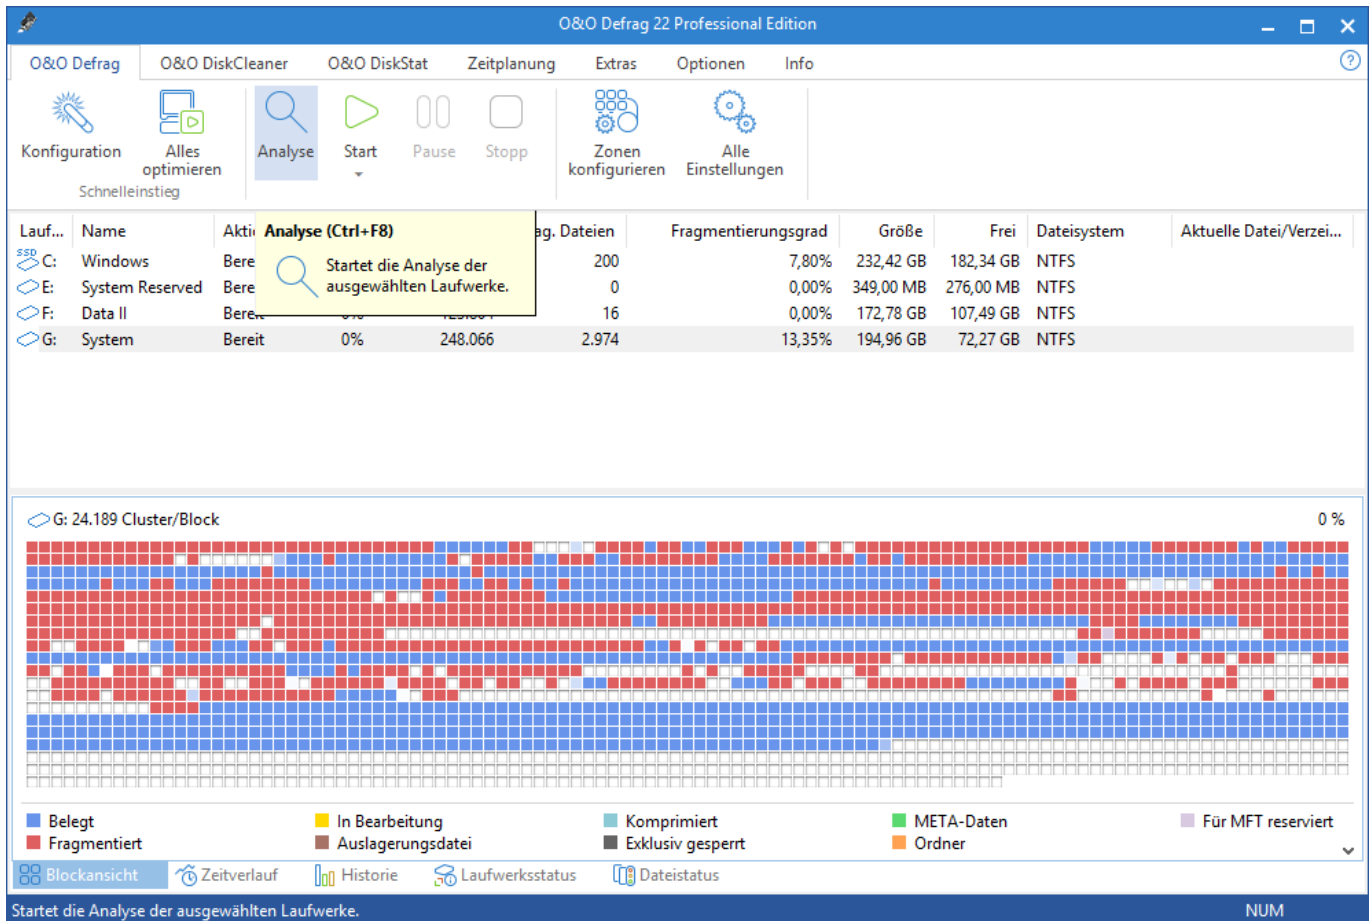 O&O Defrag 22 Professional Edition
O&O Defrag O&O DiskCleaner O&O DiskStat Zeitplanung Extras Optionen Info
Konfiguration Alles optimieren Analyse Start Pause Stopp Zonen konfigurieren Alle Einstellungen
Schnelleinstieg
Lauf... Name Analyse (Ctrl+F8) Dateien Fragmentierungsgrad Größe Frei Dateisystem Aktuelle Datei/Verzei...
SSD C: Windows Startet die Analyse der 200 7,80% 232,42 GB 182,34 GB NTFS
E: System Reserved ausgewählten Laufwerke. 0 0,00% 349,00 MB 276,00 MB NTFS
F: Data II Bereit 16 0,00% 172,78 GB 107,49 GB NTFS
G: System Bereit 0% 248.066 2.974 13,35% 194,96 GB 72,27 GB NTFS
G: 24.189 Cluster/Block 0 %
Belegt In Bearbeitung Komprimiert META-Daten Für MFT reserviert
Fragmentiert Auslagerungsdatei Exklusiv gesperrt Ordner
Blockansicht Zeitverlauf Historie Laufwerksstatus Dateistatus
Startet die Analyse der ausgewählten Laufwerke. NUM